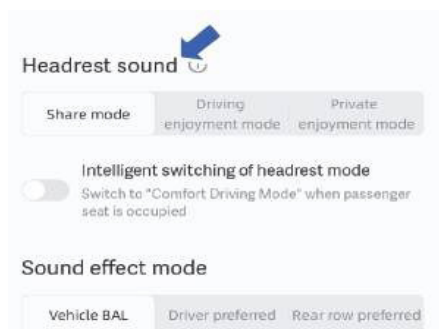 Headrest sound
Share mode
Driving enjoyment mode
Private enjoyment mode
Intelligent switching of headrest mode
Switch to "Comfort Driving Mode" when passenger
seat is occupied
Sound effect mode
Vehicle BAL
Driver preferred
Rear row preferred